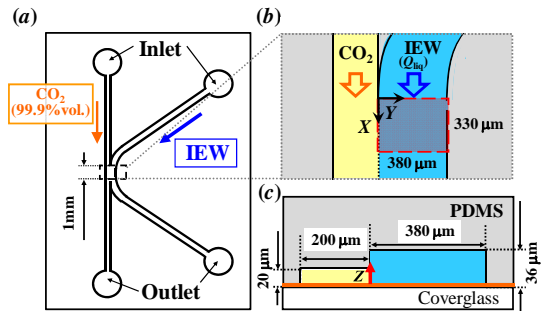 (a)
Inlet
CO2
(99.9%vol.)
IEW
1mm
Outlet
(b)
CO2
IEW
(Qliq)
Y
X
330 μm
380 μm
(c)
PDMS
380 μm
200 μm
20 μm
Z
36 μm
Coverglass